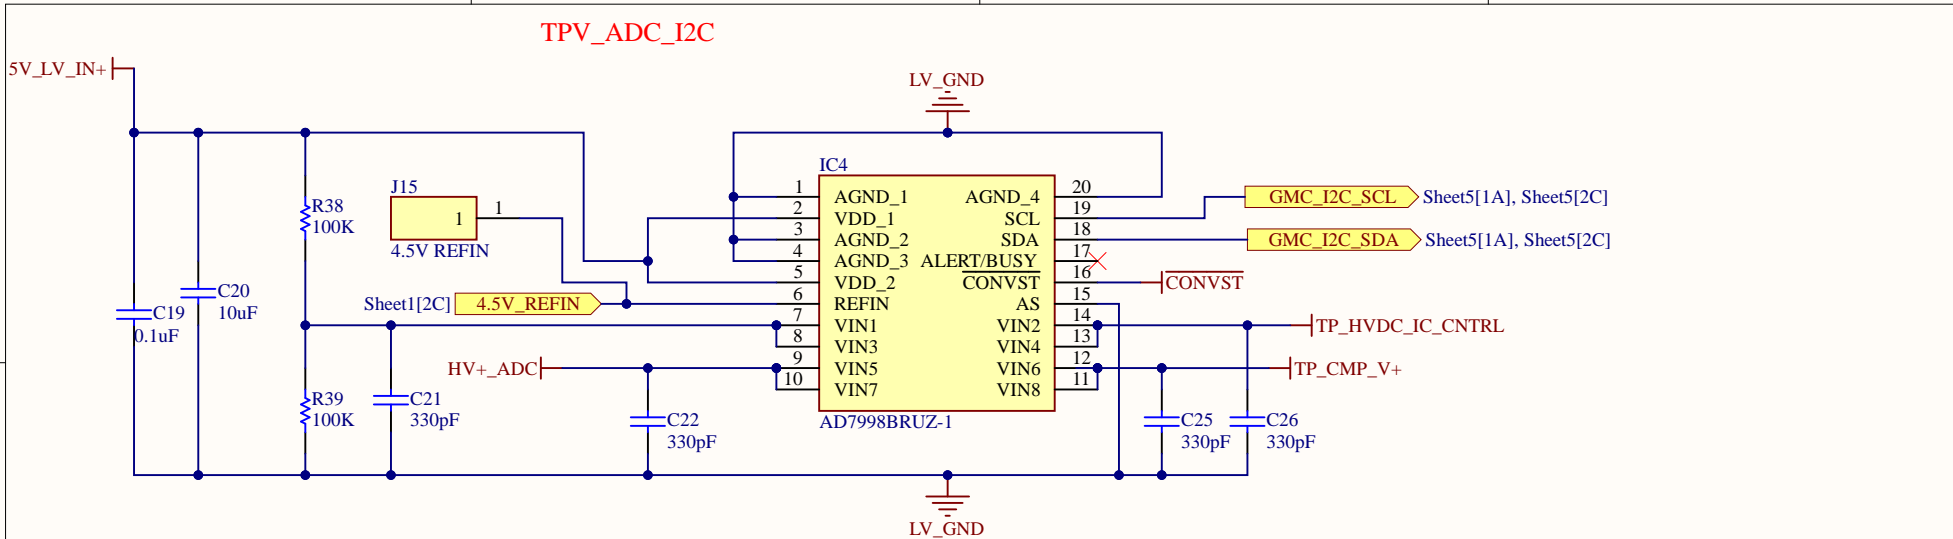 TPV_ADC_I2C
5V_LV_IN+
LV_GND
IC4
J15
1
1
4.5V REFIN
R38
100K
C20
10uF
C19
0.1uF
Sheet1[2C]
4.5V_REFIN
HV+_ADC
R39
100K
C21
330pF
C22
330pF
1 AGND_1
2 VDD_1
3 AGND_2
4 AGND_3
5 VDD_2
6 REFIN
7 VIN1
8 VIN3
9 VIN5
10 VIN7
AGND_4 20
SCL 19
SDA 18
ALERT/BUSY 17
CONVST 16
AS 15
VIN2 14
VIN4 13
VIN6 12
VIN8 11
AD7998BRUZ-1
GMC_I2C_SCL Sheet5[1A], Sheet5[2C]
GMC_I2C_SDA Sheet5[1A], Sheet5[2C]
CONVST
TP_HVDC_IC_CNTRL
TP_CMP_V+
C25
330pF
C26
330pF
LV_GND